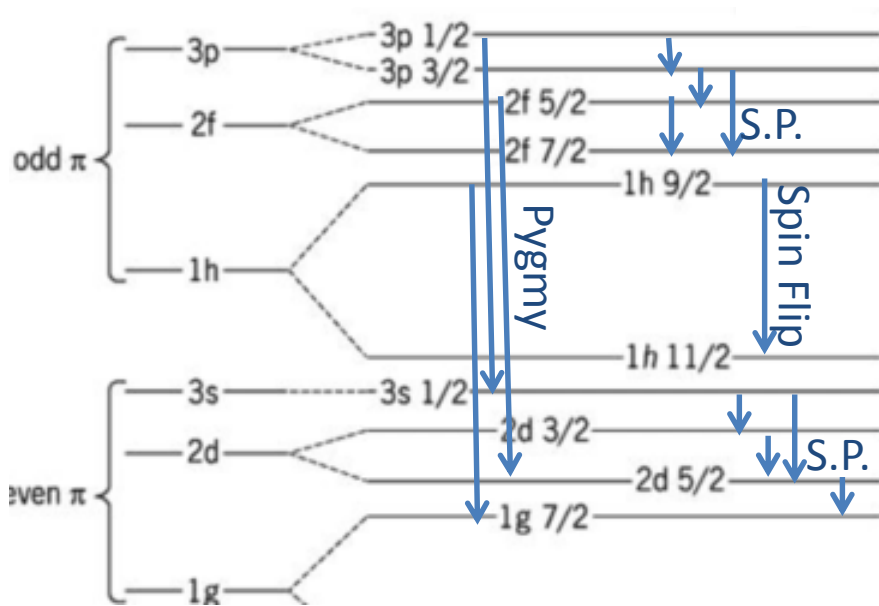 3p
3p 1/2
3p 3/2
2f
2f 5/2
2f 7/2
S.P.
odd π
1h 9/2
Pygmy
Spin Flip
1h
1h 11/2
3s
3s 1/2
2d 3/2
2d
S.P.
2d 5/2
even π
1g 7/2
1g